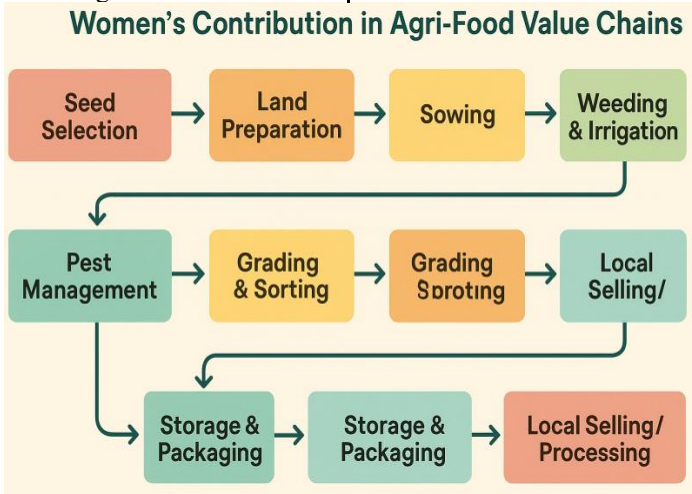 Women's Contribution in Agri-Food Value Chains
Seed
Selection
Land
Preparation
Sowing
Weeding
& Irrigation
Pest
Management
Grading
& Sorting
Grading
Sproting
Local
Selling/
Storage &
Packaging
Storage &
Packaging
Local Selling/
Processing